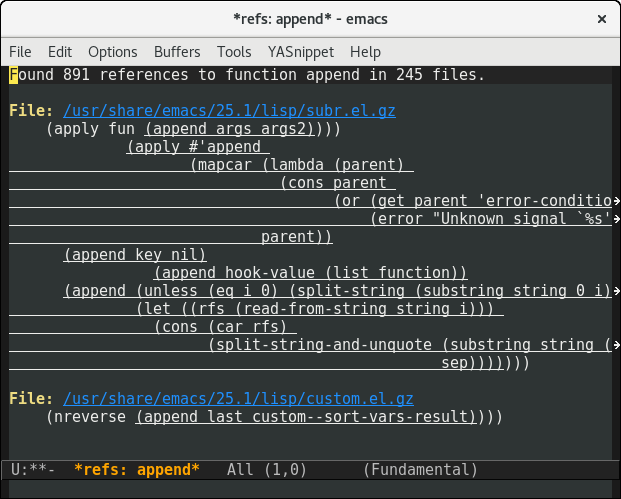 *refs: append* - emacs
File Edit Options Buffers Tools YASnippet Help
Found 891 references to function append in 245 files.
File: /usr/share/emacs/25.1/lisp/subr.el.gz
(apply fun (append args args2))))
(apply #'append
(mapcar (lambda (parent)
(cons parent
(or (get parent 'error-conditio
(error "Unknown signal `%s'
parent))
(append key nil)
(append hook-value (list function))
(append (unless (eq i 0) (split-string (substring string 0 i)
(let ((rfs (read-from-string string i)))
(cons (car rfs)
(split-string-and-unquote (substring string (
sep)))))))
File: /usr/share/emacs/25.1/lisp/custom.el.gz
(nreverse (append last custom--sort-vars-result))))
U:**- *refs: append* All (1,0) (Fundamental)